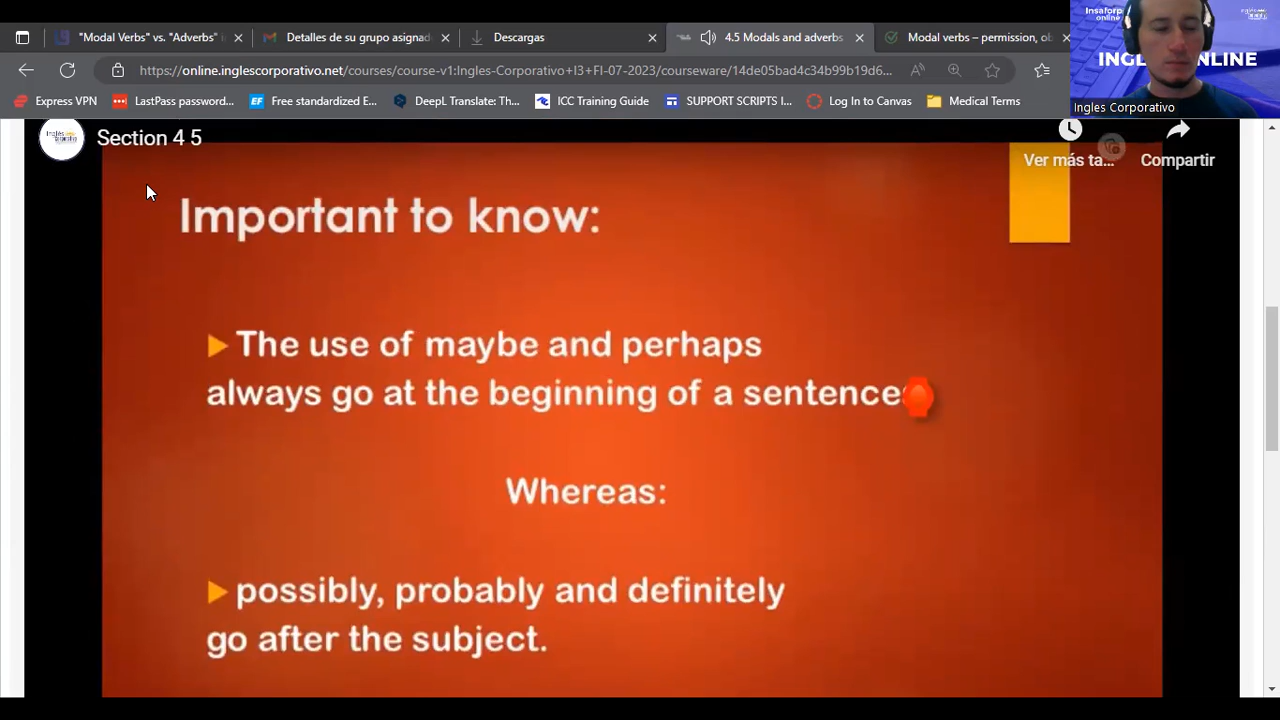 "Modal Verbs" vs. "Adverbs" i
Detalles de su grupo asigna
Descargas
4.5 Modals and adverbs
Modal verbs – permission, ob
https://online.inglescorporativo.net/courses/course-v1:Ingles-Corporativo+I3+FI-07-2023/courseware/14de05bad4c34b99b19d6...
Express VPN
LastPass password...
Free standardized E...
DeepL Translate: Th...
ICC Training Guide
SUPPORT SCRIPTS I...
Log In to Canvas
Medical Terms
Insaforp
online
Ingles Corporativo
Section 4 5
Ver más ta...
Compartir
Important to know:
The use of maybe and perhaps
always go at the beginning of a sentence
Whereas:
possibly, probably and definitely
go after the subject.